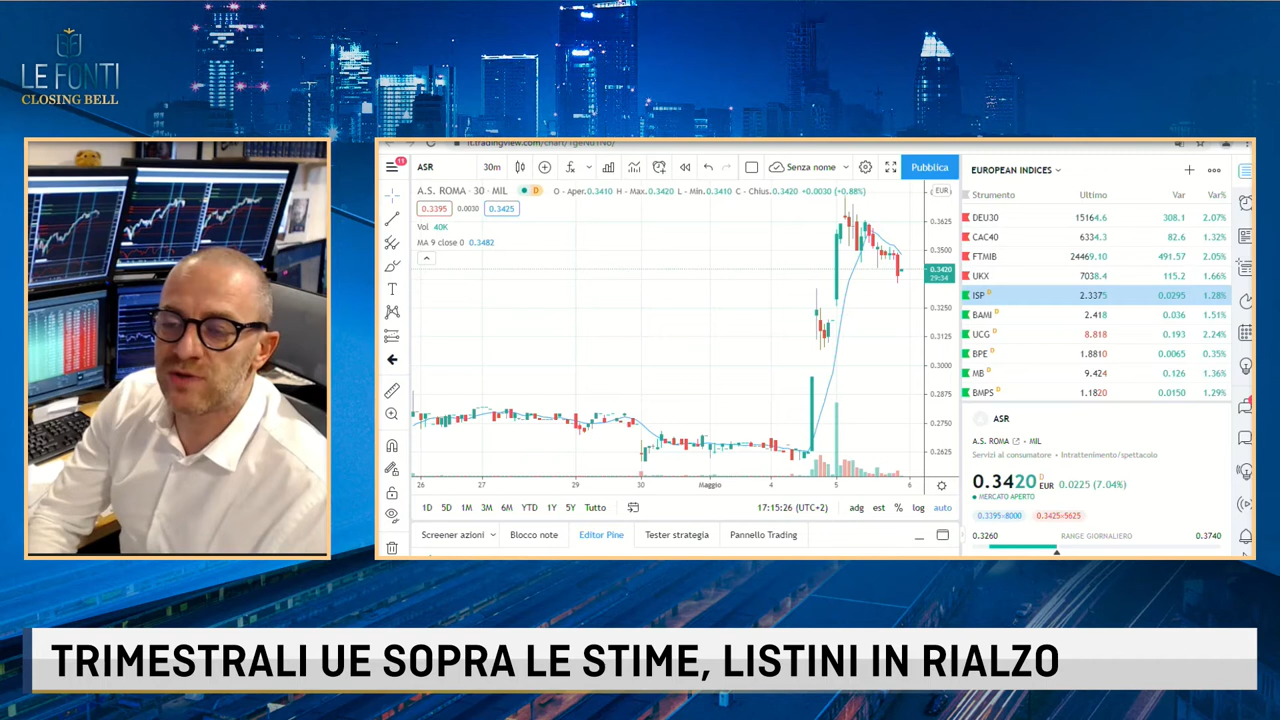 LE FONTI
CLOSING BELL
it.tradingview.com/chart/
11
ASR
30m
Senza nome
Pubblica
A.S. ROMA · 30 · MIL
D
O - Aper.0.3410 H - Max.0.3420 L - Min.0.3410 C - Chius.0.3420 +0.0030 (+0.88%)
EUR
0.3395
0.0030
0.3425
Vol 40K
MA 9 close 0 0.3482
0.3625
0.3500
0.3420
29:34
0.3250
0.3125
0.3000
0.2875
0.2750
0.2625
26
27
28
29
30
Maggio
4
5
6
1D 5D 1M 3M 6M YTD 1Y 5Y Tutto
17:15:26 (UTC+2)
adg est % log auto
Screener azioni
Blocco note
Editor Pine
Tester strategia
Pannello Trading
EUROPEAN INDICES
Strumento Ultimo Var Var%
DEU30 15164.6 308.1 2.07%
CAC40 6334.3 82.6 1.32%
FTMIB 24469.10 491.57 2.05%
UKX 7038.4 115.2 1.66%
ISP D 2.3375 0.0295 1.28%
BAMI D 2.418 0.036 1.51%
UCG D 8.818 0.193 2.24%
BPE D 1.8810 0.0065 0.35%
MB D 9.424 0.126 1.36%
BMPS D 1.1820 0.0150 1.29%
ASR
A.S. ROMA • MIL
Servizi al consumatore • Intrattenimento/spettacolo
0.3420 D EUR 0.0225 (7.04%)
MERCATO APERTO
0.3395×8000
0.3425×5625
0.3260 RANGE GIORNALIERO 0.3740
TRIMESTRALI UE SOPRA LE STIME, LISTINI IN RIALZO